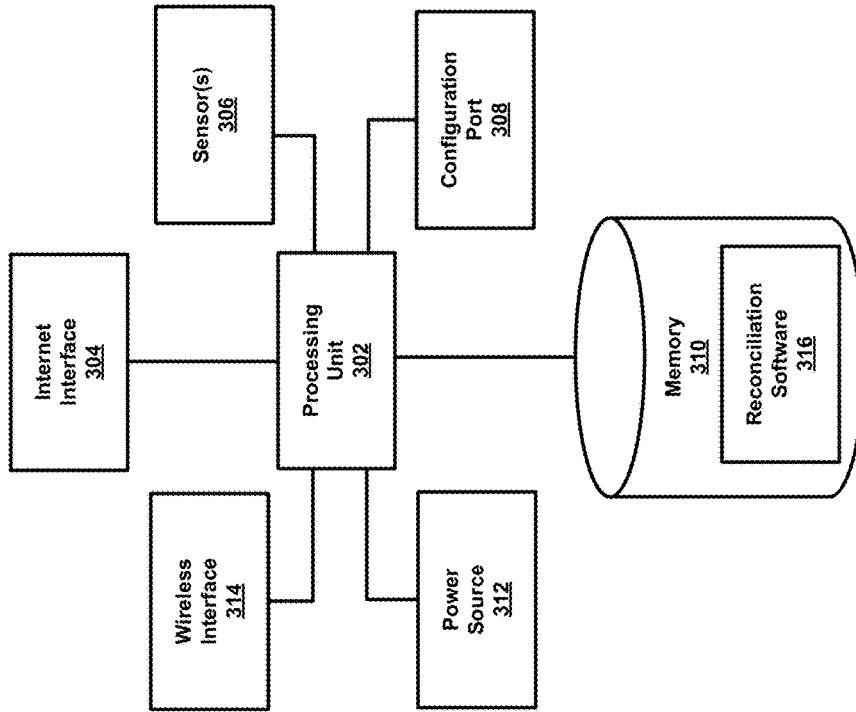 Internet
Interface
304
Sensor(s)
306
Wireless
Interface
314
Processing
Unit
302
Configuration
Port
308
Power
Source
312
Memory
310
Reconciliation
Software
316